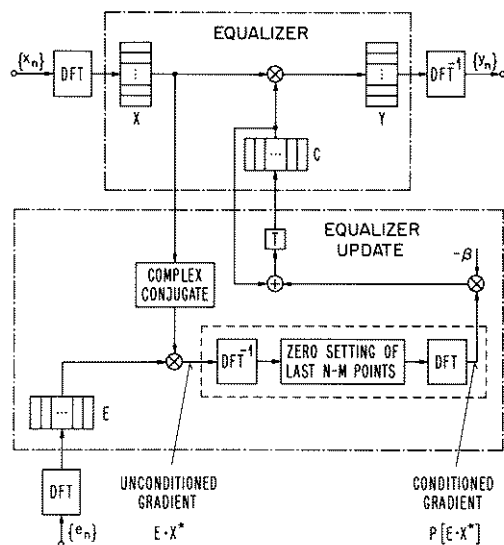 EQUALIZER
{x_n}
DFT
X
Y
DFT^-1
{y_n}
C
EQUALIZER
UPDATE
T
COMPLEX
CONJUGATE
-β
DFT^-1
ZERO SETTING OF
LAST N-M POINTS
DFT
E
DFT
{e_n}
UNCONDITIONED
GRADIENT
E·X*
CONDITIONED
GRADIENT
P[E·X*]